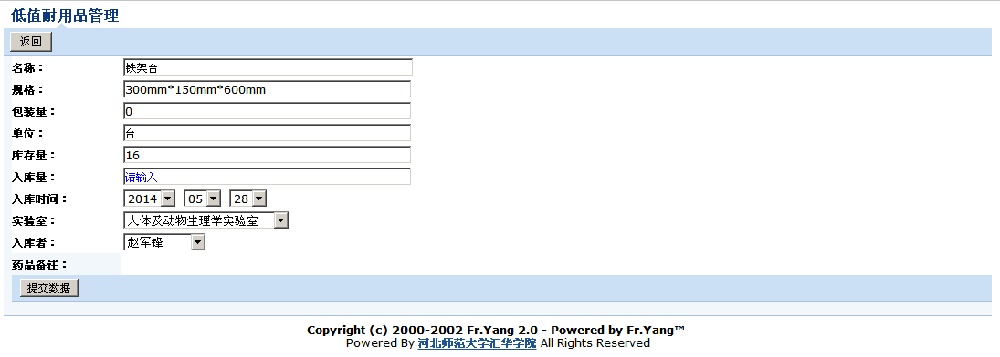 低值耐用品管理
返回
名称： 铁架台
规格： 300mm*150mm*600mm
包装量： 0
单位： 台
库存量： 16
入库量： 请输入
入库时间： 2014 05 28
实验室： 人体及动物生理学实验室
入库者： 赵军锋
药品备注：
提交数据
Copyright (c) 2000-2002 Fr.Yang 2.0 - Powered by Fr.Yang™
Powered By 河北师范大学汇华学院 All Rights Reserved